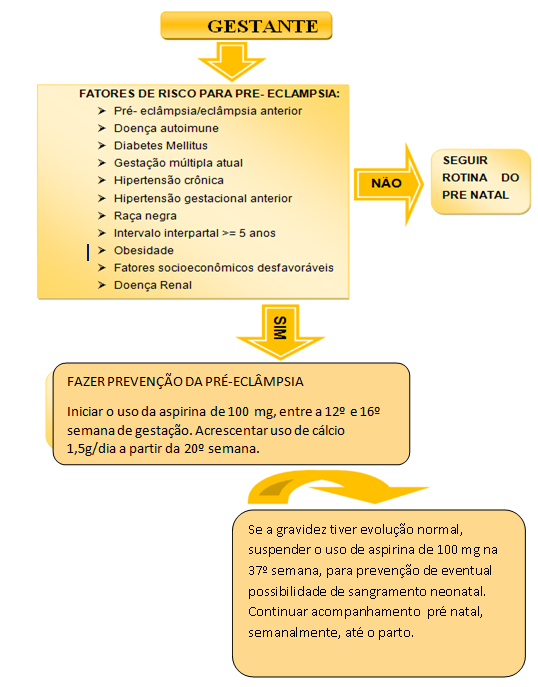 GESTANTE
FATORES DE RISCO PARA PRE- ECLAMPSIA:
➤ Pré- eclâmpsia/eclâmpsia anterior
➤ Doença autoimune
➤ Diabetes Mellitus
➤ Gestação múltipla atual
➤ Hipertensão crônica
➤ Hipertensão gestacional anterior
➤ Raça negra
➤ Intervalo interpartal >= 5 anos
➤ Obesidade
➤ Fatores socioeconômicos desfavoráveis
➤ Doença Renal
NÃO
SEGUIR
ROTINA DO
PRE NATAL
SIM
FAZER PREVENÇÃO DA PRÉ-ECLÂMPSIA
Iniciar o uso da aspirina de 100 mg, entre a 12º e 16º
semana de gestação. Acrescentar uso de cálcio
1,5g/dia a partir da 20º semana.
Se a gravidez tiver evolução normal,
suspender o uso de aspirina de 100 mg na
37º semana, para prevenção de eventual
possibilidade de sangramento neonatal.
Continuar acompanhamento pré natal,
semanalmente, até o parto.